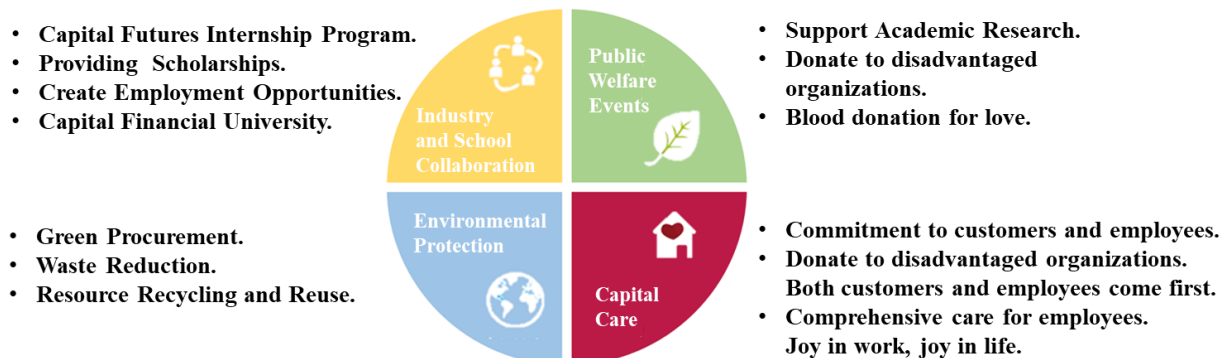 • Capital Futures Internship Program.
• Providing Scholarships.
• Create Employment Opportunities.
• Capital Financial University.
Industry
and School
Collaboration
Public
Welfare
Events
• Support Academic Research.
• Donate to disadvantaged
organizations.
• Blood donation for love.
• Green Procurement.
• Waste Reduction.
• Resource Recycling and Reuse.
Environmental
Protection
Capital
Care
• Commitment to customers and employees.
• Donate to disadvantaged organizations.
Both customers and employees come first.
• Comprehensive care for employees.
Joy in work, joy in life.